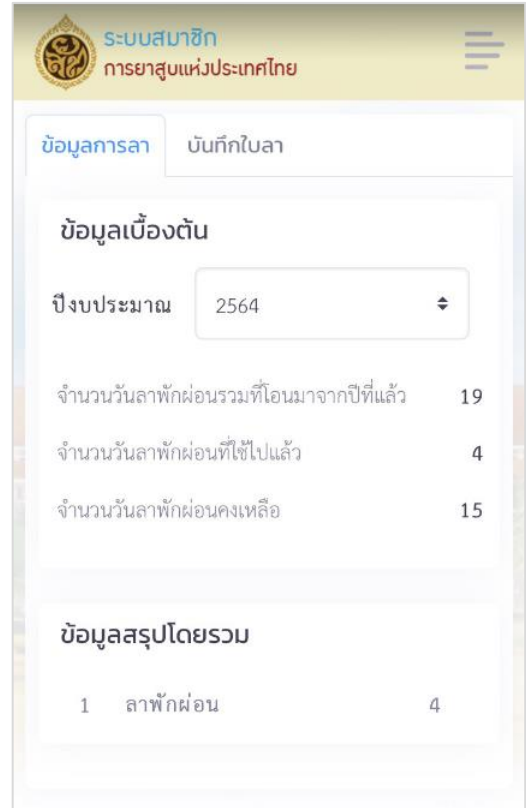 ระบบสมาชิก
การยาสูบแห่งประเทศไทย
ข้อมูลการลา บันทึกใบลา
ข้อมูลเบื้องต้น
ปีงบประมาณ 2564
จำนวนวันลาพักผ่อนรวมที่โอนมาจากปีที่แล้ว 19
จำนวนวันลาพักผ่อนที่ใช้ไปแล้ว 4
จำนวนวันลาพักผ่อนคงเหลือ 15
ข้อมูลสรุปโดยรวม
1 ลาพักผ่อน 4